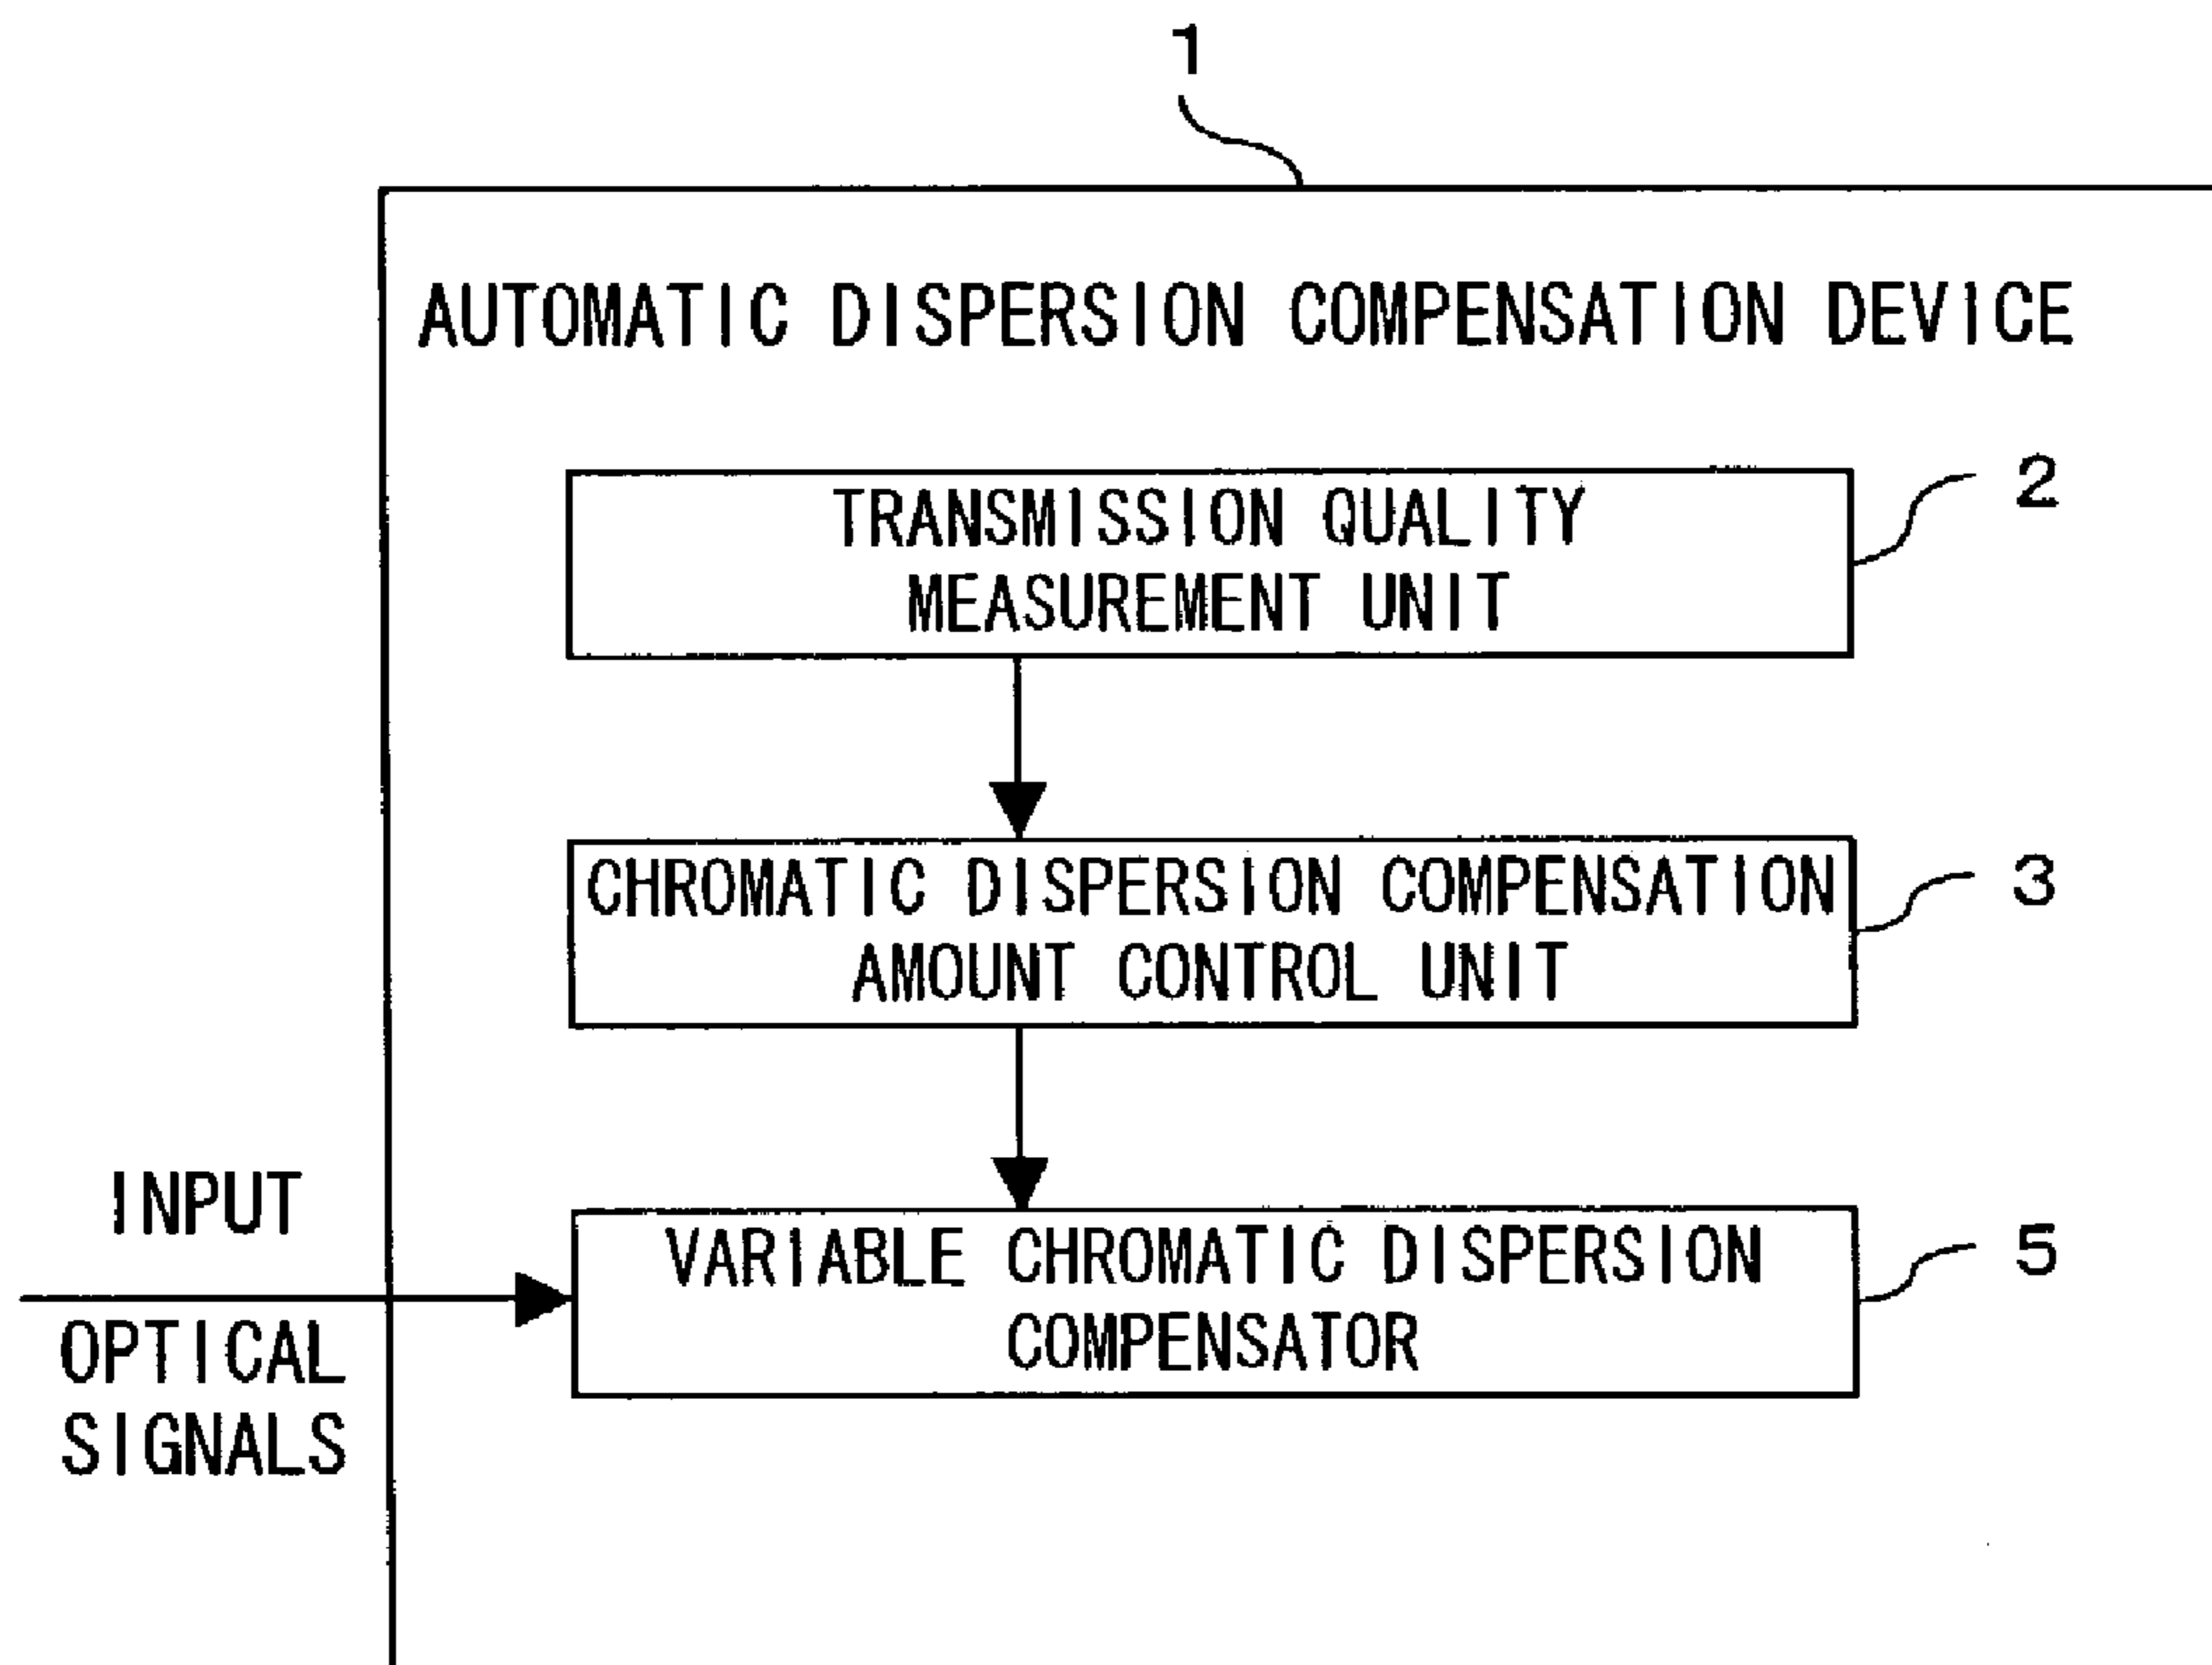 1
AUTOMATIC DISPERSION COMPENSATION DEVICE
TRANSMISSION QUALITY
MEASUREMENT UNIT
2
CHROMATIC DISPERSION COMPENSATION
AMOUNT CONTROL UNIT
3
INPUT
OPTICAL
SIGNALS
VARIABLE CHROMATIC DISPERSION
COMPENSATOR
5